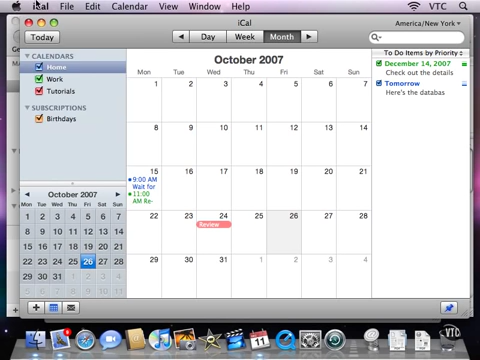 iCal File Edit Calendar View Window Help VTC
iCal
America/New York
Today Day Week Month
CALENDARS
Home
Work
Tutorials
SUBSCRIPTIONS
Birthdays
October 2007
Mon Tue Wed Thu Fri Sat Sun
1 2 3 4 5 6 7
8 9 10 11 12 13 14
15 16 17 18 19 20 21
9:00 AM
Wait for
11:00
AM Re-
22 23 24 25 26 27 28
Review
29 30 31 1 2 3 4
To Do Items by Priority
December 14, 2007
Check out the details
Tomorrow
Here's the databas
October 2007
Mon Tue Wed Thu Fri Sat Sun
1 2 3 4 5 6 7
8 9 10 11 12 13 14
15 16 17 18 19 20 21
22 23 24 25 26 27 28
29 30 31 1 2 3 4
5 6 7 8 9 10 11
11
VTC